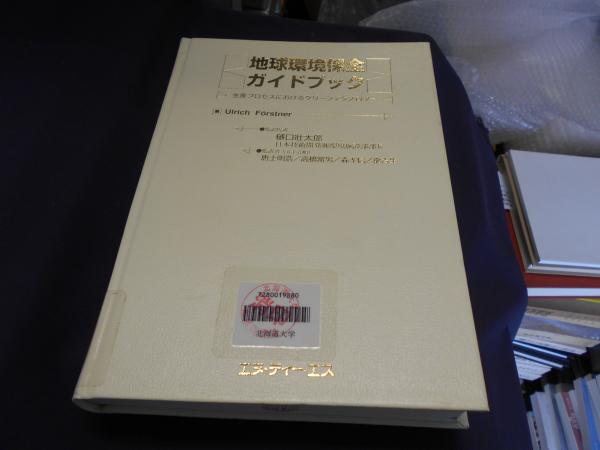 地球環境保全
ガイドブック
生産プロセスにおけるクリーンテクノロジー
Ulrich Förstner
樋口壯太郎
7280019880
北海道大学
エヌ・ティー・エス